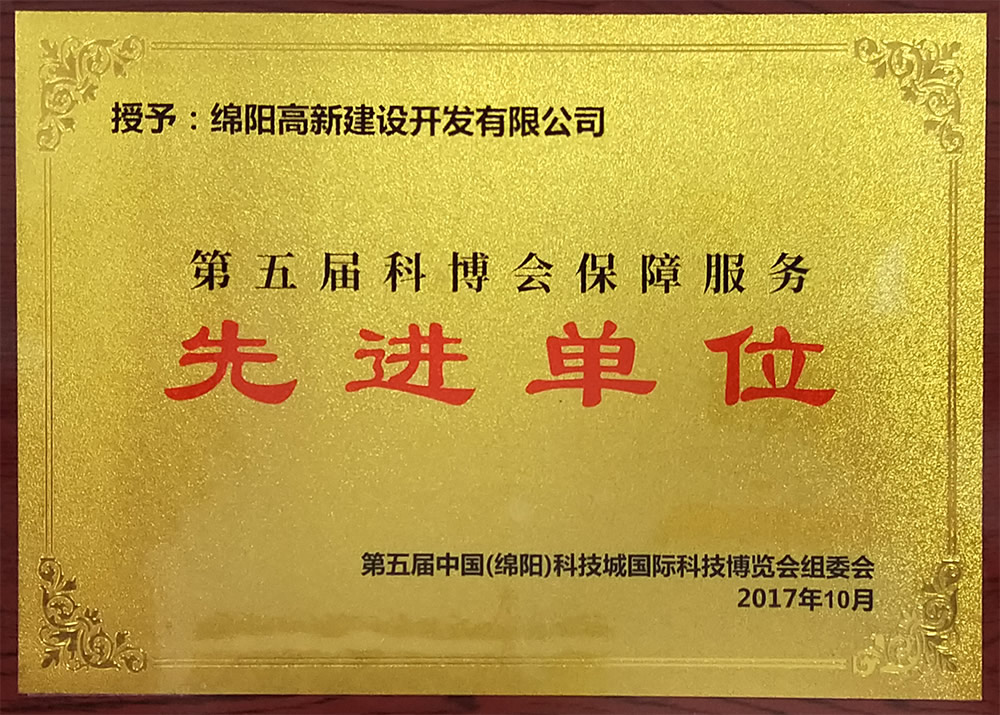 授予：绵阳高新建设开发有限公司
第五届科博会保障服务
先进单位
第五届中国(绵阳)科技城国际科技博览会组委会
2017年10月